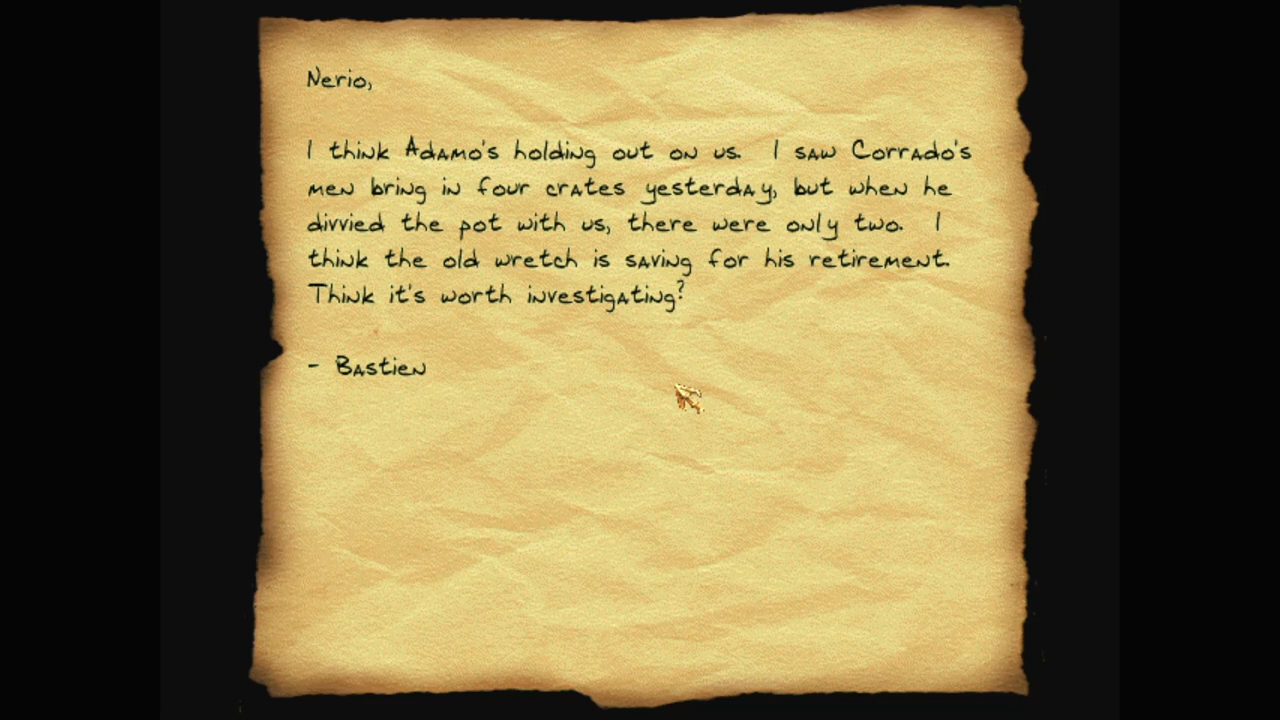 Nerio,
I think Adamo's holding out on us. I saw Corrado's
men bring in four crates yesterday, but when he
divvied the pot with us, there were only two. I
think the old wretch is saving for his retirement.
Think it's worth investigating?
- Bastien